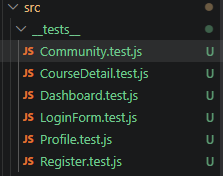 src
__tests__
JS Community.test.js U
JS CourseDetail.test.js U
JS Dashboard.test.js U
JS LoginForm.test.js U
JS Profile.test.js U
JS Register.test.js U